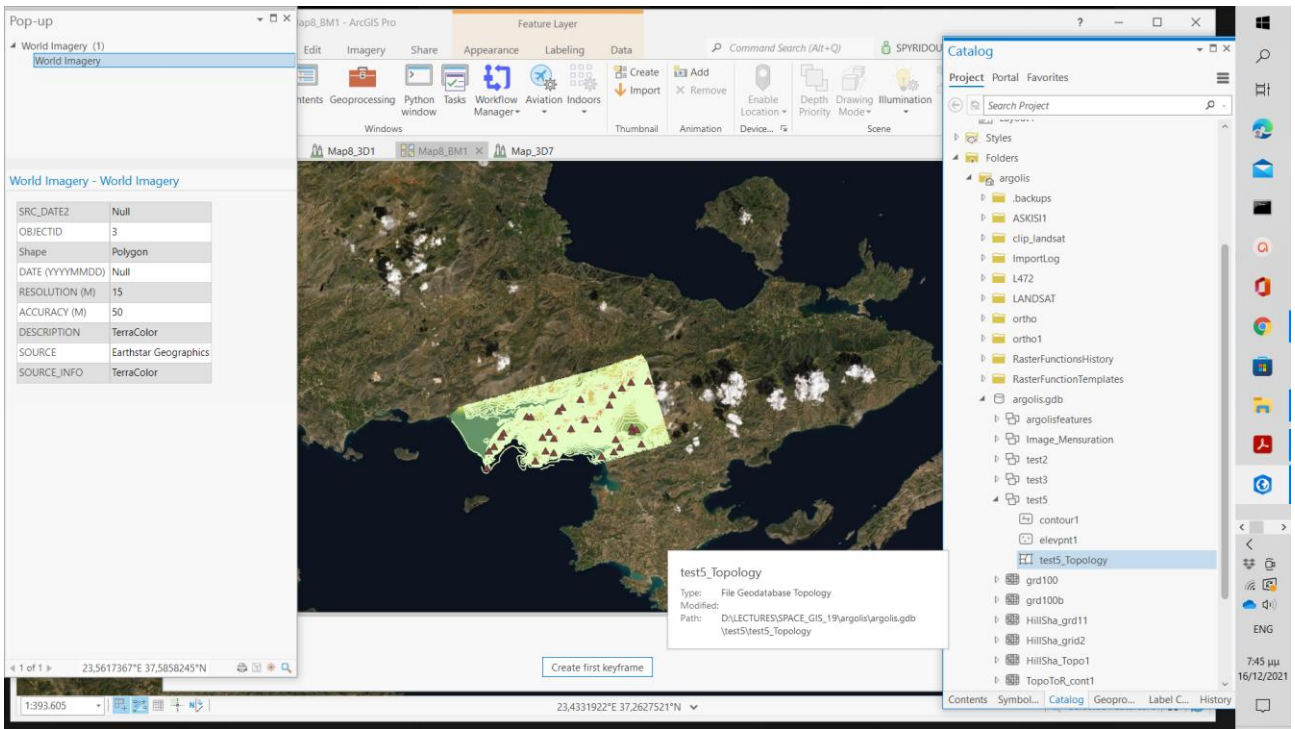 Pop-up
World Imagery (1)
World Imagery
World Imagery - World Imagery
SRC_DATE2 Null
OBJECTID 3
Shape Polygon
DATE (YYYYMMDD) Null
RESOLUTION (M) 15
ACCURACY (M) 50
DESCRIPTION TerraColor
SOURCE Earthstar Geographics
SOURCE_INFO TerraColor
1 of 1
23,5617367°E 37,5858245°N
1:393.605
ap8_BM1 - ArcGIS Pro
Feature Layer
? 
Edit Imagery Share Appearance Labeling Data
Command Search (Alt+Q)
SPYRIDOU
ntents Geoprocessing Python window Tasks Workflow Manager Aviation Indoors
Windows
Create
Import
Thumbnail
Add
Remove
Animation
Enable Location
Device...
Depth Priority
Drawing Mode
Illumination
Scene
Map8_3D1 Map8_BM1 Map_3D7
test5_Topology
Type: File Geodatabase Topology
Modified:
Path: D:\LECTURES\SPACE_GIS_19\argolis\argolis.gdb
\test5\test5_Topology
Create first keyframe
23,4331922°E 37,2627521°N
Catalog
Project Portal Favorites
Search Project
Styles
Folders
argolis
.backups
ASKISI1
clip_landsat
ImportLog
L472
LANDSAT
ortho
ortho1
RasterFunctionsHistory
RasterFunctionTemplates
argolis.gdb
argolisfeatures
Image_Mensuration
test2
test3
test5
contour1
elevpnt1
test5_Topology
grd100
grd100b
HillSha_grd11
HillSha_grid2
HillSha_Topo1
TopoToR_cont1
Contents Symbol... Catalog Geopro... Label C... History
ENG
7:45 μμ
16/12/2021